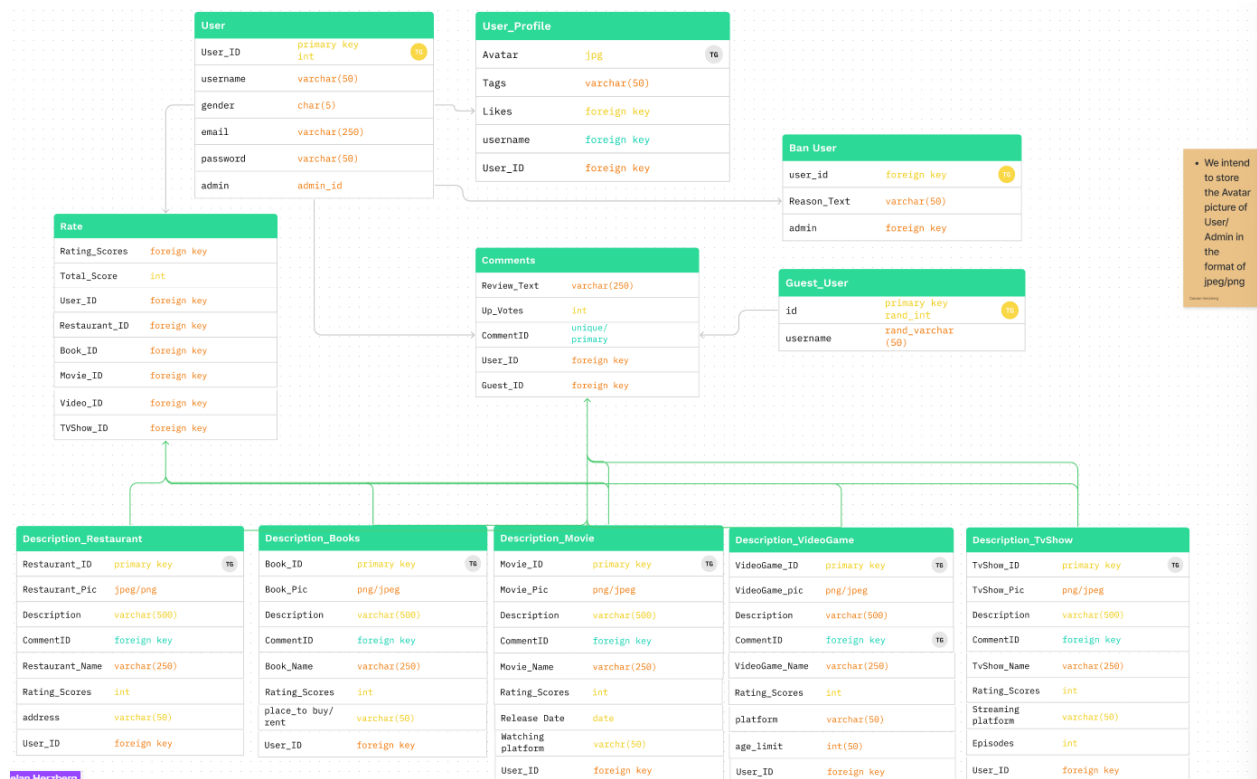 User
User_ID primary key int TG
username varchar(50)
gender char(5)
email varchar(250)
password varchar(50)
admin admin_id
User_Profile
Avatar jpg TG
Tags varchar(50)
Likes foreign key
username foreign key
User_ID foreign key
Ban User
user_id foreign key TG
Reason_Text varchar(50)
admin foreign key
We intend
to store
the Avatar
picture of
User/
Admin in
the
format of
jpeg/png
Rate
Rating_Scores foreign key
Total_Score int
User_ID foreign key
Restaurant_ID foreign key
Book_ID foreign key
Movie_ID foreign key
Video_ID foreign key
TVShow_ID foreign key
Comments
Review_Text varchar(250)
Up_Votes int
CommentID unique/ primary
User_ID foreign key
Guest_ID foreign key
Guest_User
id primary key rand_int TG
username rand_varchar (50)
Description_Restaurant
Restaurant_ID primary key TG
Restaurant_Pic jpeg/png
Description varchar(500)
CommentID foreign key
Restaurant_Name varchar(250)
Rating_Scores int
address varchar(50)
User_ID foreign key
Description_Books
Book_ID primary key TG
Book_Pic png/jpeg
Description varchar(500)
CommentID foreign key
Book_Name varchar(250)
Rating_Scores int
place_to buy/ rent varchar(50)
User_ID foreign key
Description_Movie
Movie_ID primary key TG
Movie_Pic png/jpeg
Description varchar(500)
CommentID foreign key
Movie_Name varchar(250)
Rating_Scores int
Release Date date
Watching platform varchr(50)
User_ID foreign key
Description_VideoGame
VideoGame_ID primary key TG
VideoGame_pic png/jpeg
Description varchar(500)
CommentID foreign key TG
VideoGame_Name varchar(250)
Rating_Scores int
platform varchar(50)
age_limit int(50)
User_ID foreign key
Description_TvShow
TvShow_ID primary key TG
TvShow_Pic png/jpeg
Description varchar(500)
CommentID foreign key
TvShow_Name varchar(250)
Rating_Scores int
Streaming platform varchar(50)
Episodes int
User_ID foreign key
Herzberg